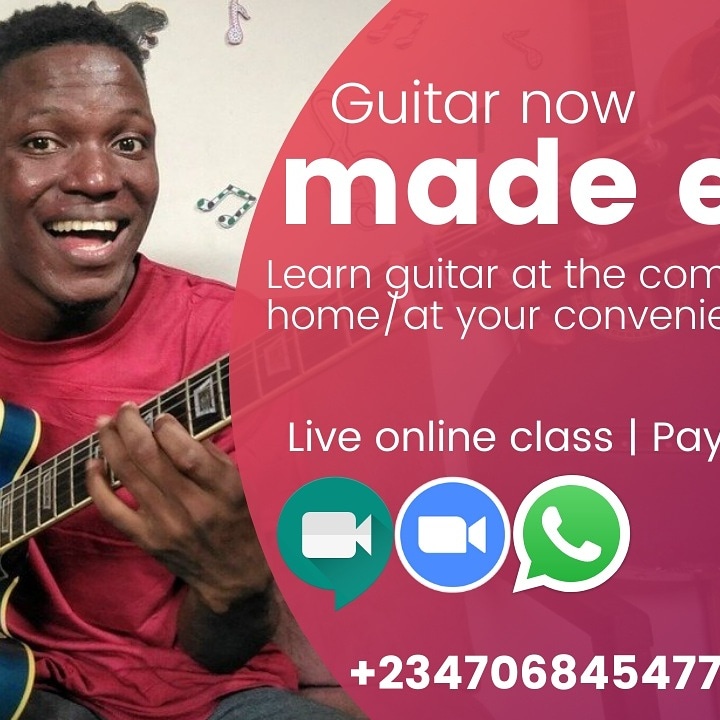 Guitar now
made e
Learn guitar at the com
home/at your convenie
Live online class | Pay
+234706845477